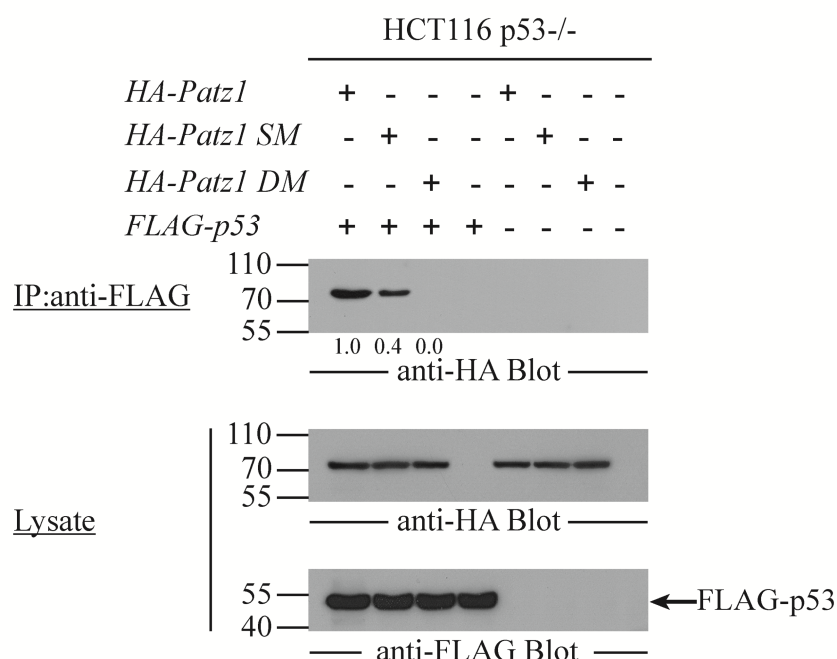 HCT116 p53-/-
HA-Patz1 + - - - + - - -
HA-Patz1 SM - + - - - + - -
HA-Patz1 DM - - + - - - + -
FLAG-p53 + + + + - - - -
110
IP:anti-FLAG 70
55
1.0 0.4 0.0
anti-HA Blot
110
70
55
Lysate anti-HA Blot
55 FLAG-p53
40
anti-FLAG Blot